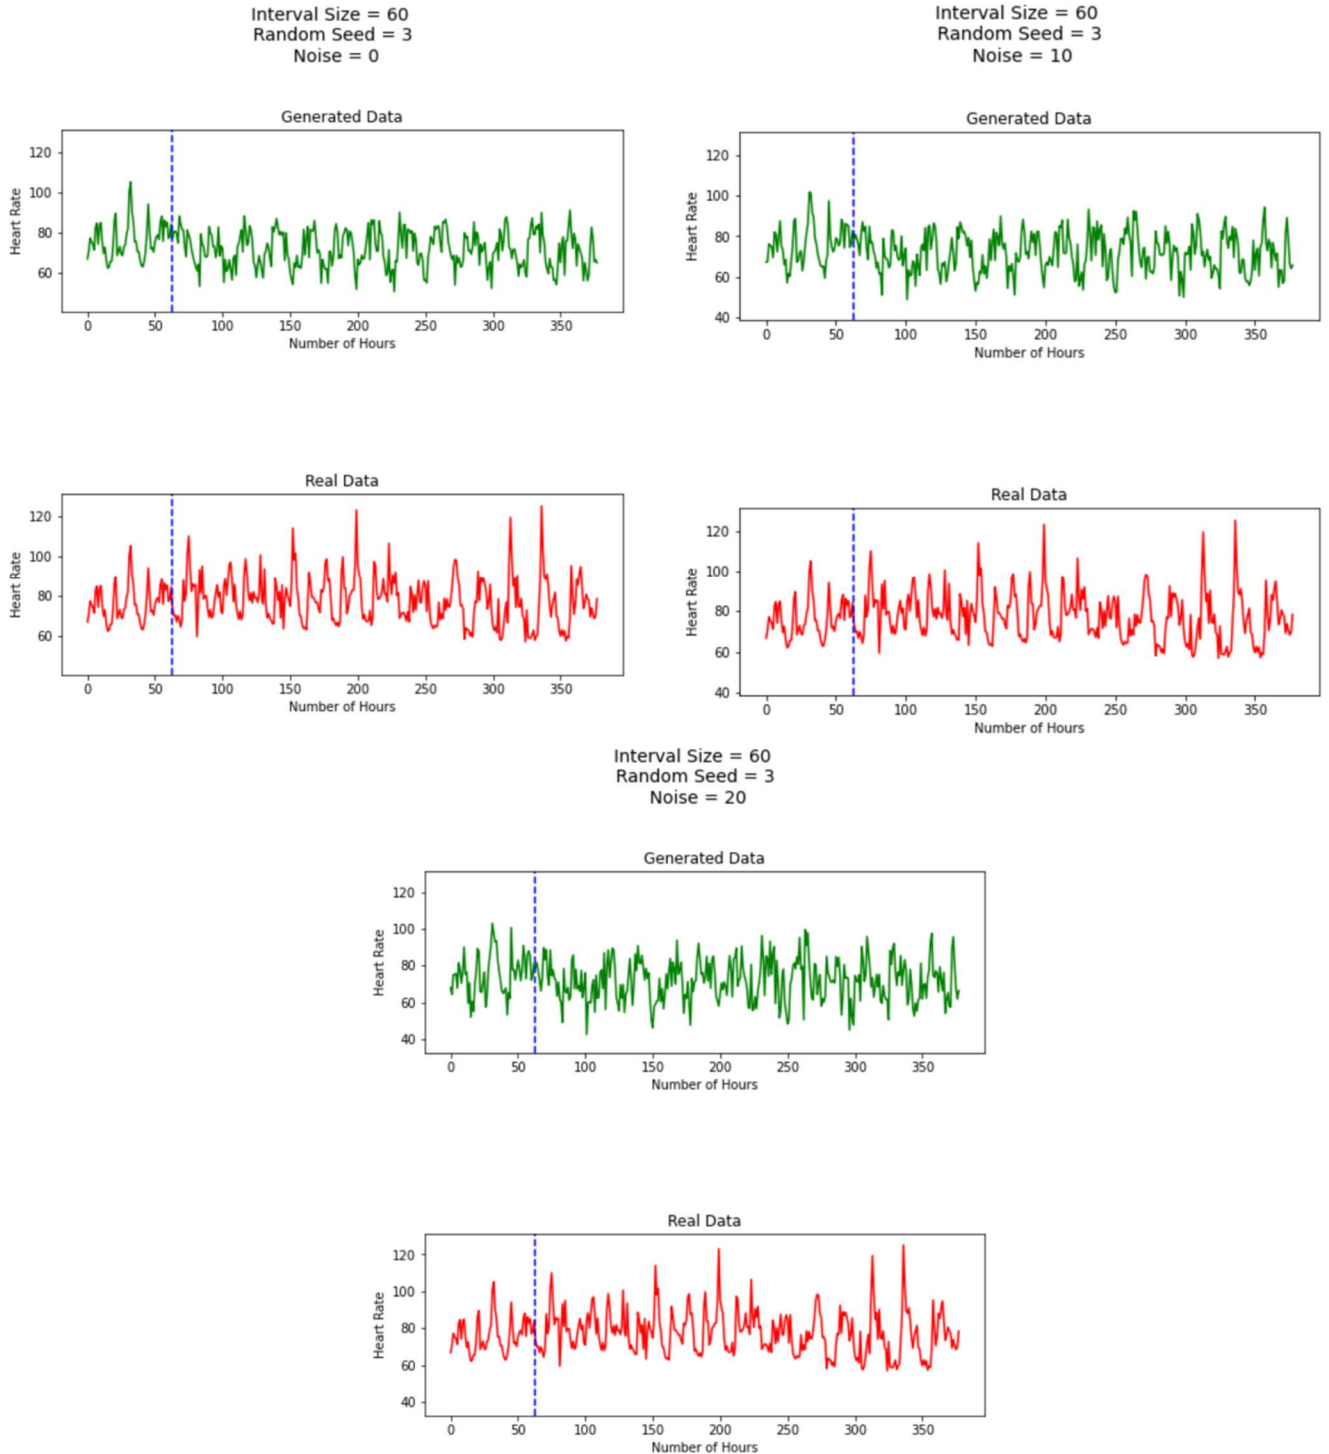 Interval Size = 60
Random Seed = 3
Noise = 0
Generated Data
120
100
80
60
Heart Rate
0 50 100 150 200 250 300 350
Number of Hours
Real Data
120
100
80
60
Heart Rate
0 50 100 150 200 250 300 350
Number of Hours
Interval Size = 60
Random Seed = 3
Noise = 10
Generated Data
120
100
80
60
40
Heart Rate
0 50 100 150 200 250 300 350
Number of Hours
Real Data
120
100
80
60
40
Heart Rate
0 50 100 150 200 250 300 350
Number of Hours
Interval Size = 60
Random Seed = 3
Noise = 20
Generated Data
120
100
80
60
40
Heart Rate
0 50 100 150 200 250 300 350
Number of Hours
Real Data
120
100
80
60
40
Heart Rate
0 50 100 150 200 250 300 350
Number of Hours